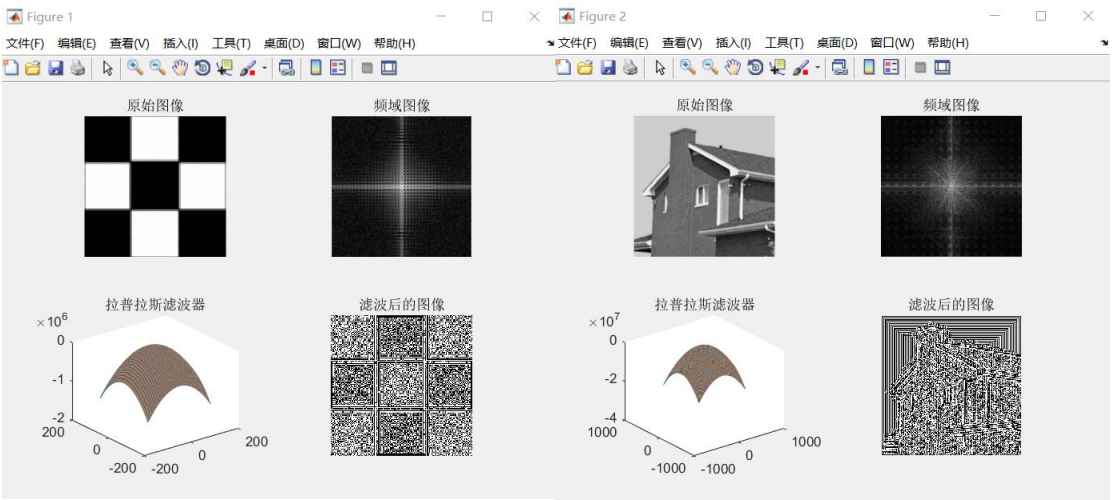 Figure 1
文件(F) 编辑(E) 查看(V) 插入(I) 工具(T) 桌面(D) 窗口(W) 帮助(H)
原始图像
频域图像
拉普拉斯滤波器
滤波后的图像
×10⁶
0
-1
-2
200
0
-200
-200
0
200
Figure 2
文件(F) 编辑(E) 查看(V) 插入(I) 工具(T) 桌面(D) 窗口(W) 帮助(H)
原始图像
频域图像
拉普拉斯滤波器
滤波后的图像
×10⁷
0
-2
-4
1000
0
-1000
-1000
0
1000